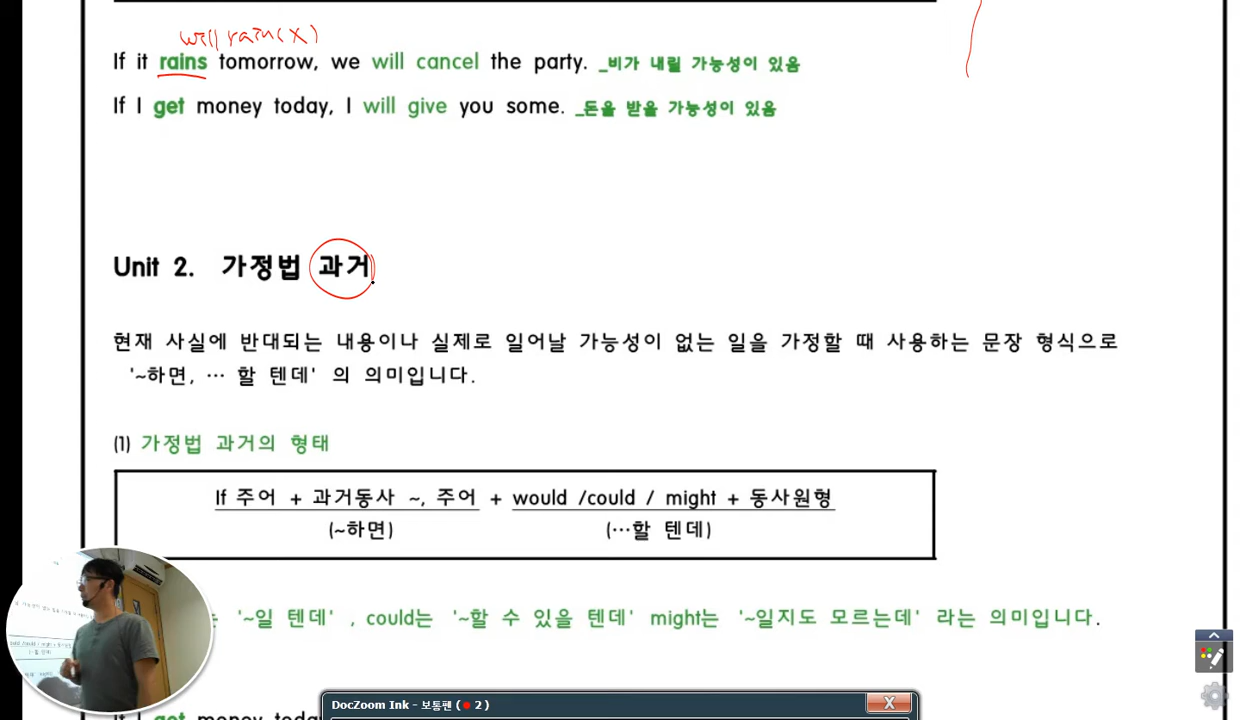 will rain(X)
If it rains tomorrow, we will cancel the party. _비가 내릴 가능성이 있음
If I get money today, I will give you some. _돈을 받을 가능성이 있음
Unit 2. 가정법 과거
현재 사실에 반대되는 내용이나 실제로 일어날 가능성이 없는 일을 가정할 때 사용하는 문장 형식으로
'~하면, … 할 텐데' 의 의미입니다.
(1) 가정법 과거의 형태
If 주어 + 과거동사 ~, 주어 + would /could / might + 동사원형
(~하면) (…할 텐데)
'~일 텐데' , could는 '~할 수 있을 텐데' might는 '~일지도 모르는데' 라는 의미입니다.
DocZoom Ink - 보통펜 ( 2 )
If I get money toda